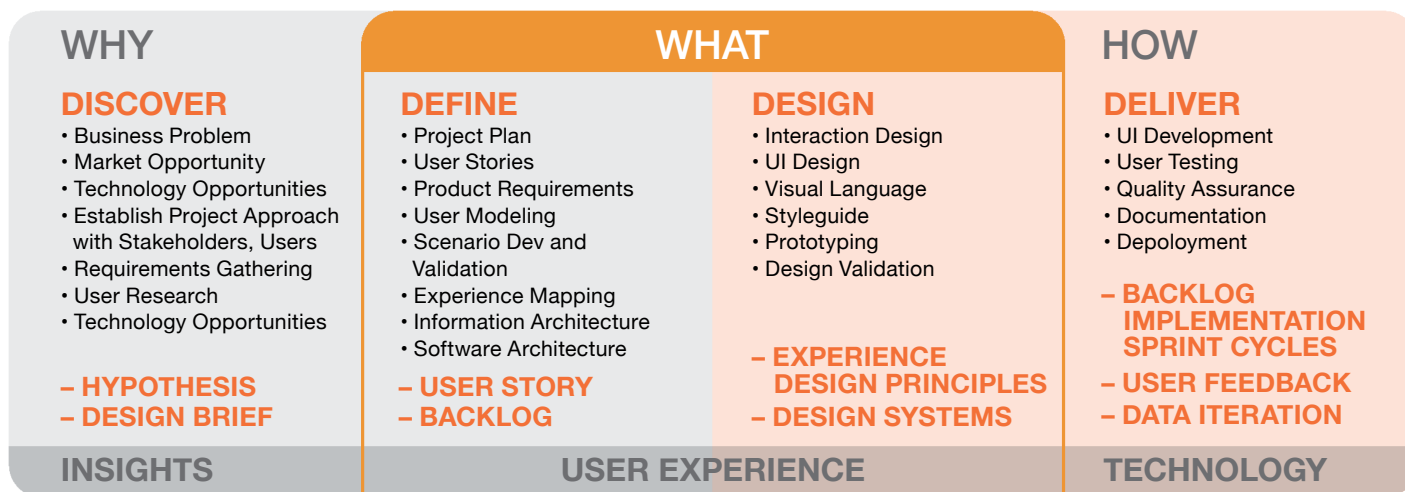 WHY
DISCOVER
• Business Problem
• Market Opportunity
• Technology Opportunities
• Establish Project Approach
with Stakeholders, Users
• Requirements Gathering
• User Research
• Technology Opportunities
– HYPOTHESIS
– DESIGN BRIEF
INSIGHTS
WHAT
DEFINE
• Project Plan
• User Stories
• Product Requirements
• User Modeling
• Scenario Dev and
Validation
• Experience Mapping
• Information Architecture
• Software Architecture
– USER STORY
– BACKLOG
DESIGN
• Interaction Design
• UI Design
• Visual Language
• Styleguide
• Prototyping
• Design Validation
– EXPERIENCE
DESIGN PRINCIPLES
– DESIGN SYSTEMS
USER EXPERIENCE
HOW
DELIVER
• UI Development
• User Testing
• Quality Assurance
• Documentation
• Depoloyment
– BACKLOG
IMPLEMENTATION
SPRINT CYCLES
– USER FEEDBACK
– DATA ITERATION
TECHNOLOGY